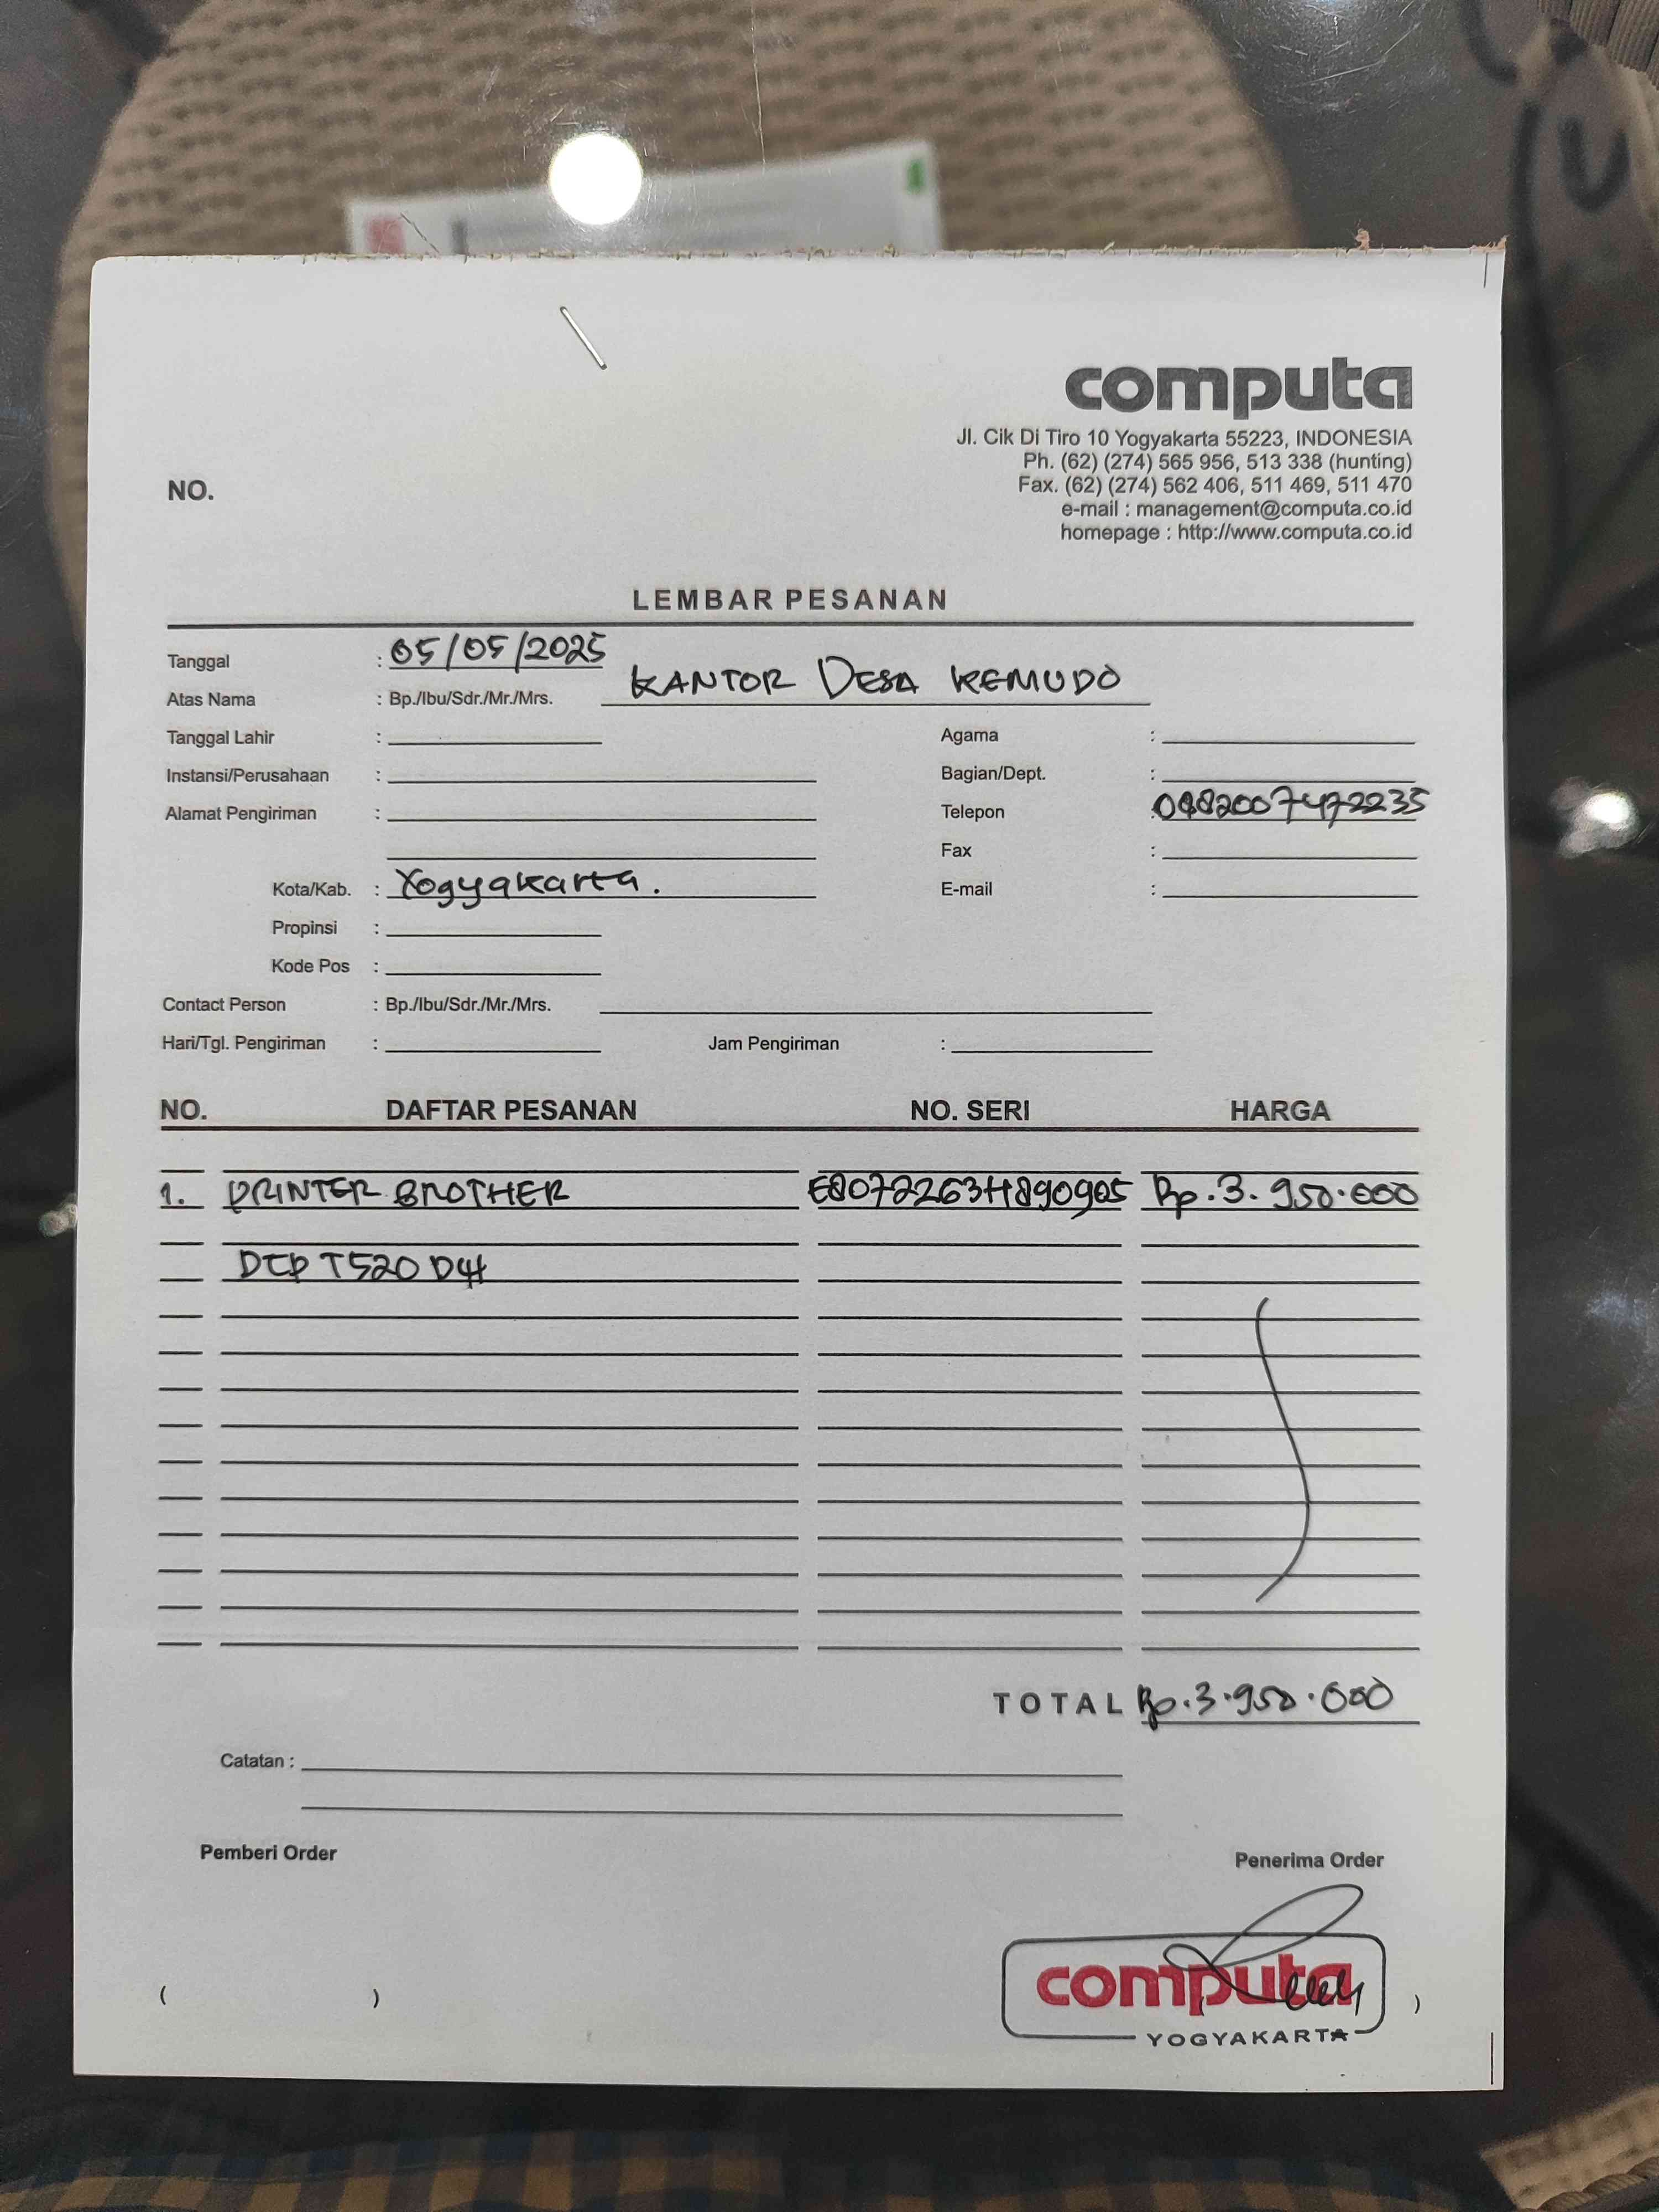 computa
Jl. Cik Di Tiro 10 Yogyakarta 55223, INDONESIA
Ph. (62) (274) 565 956, 513 338 (hunting)
Fax. (62) (274) 562 406, 511 469, 511 470
e-mail : management@computa.co.id
homepage : http://www.computa.co.id
NO.
LEMBAR PESANAN
Tanggal : 05/05/2025
Atas Nama : Bp./Ibu/Sdr./Mr./Mrs. KANTOR DESA KEMUDO
Tanggal Lahir : Agama :
Instansi/Perusahaan : Bagian/Dept. :
Alamat Pengiriman : Telepon :
Fax :
Kota/Kab. : Yogyakarta. E-mail :
Propinsi :
Kode Pos :
Contact Person : Bp./Ibu/Sdr./Mr./Mrs.
Hari/Tgl. Pengiriman : Jam Pengiriman :
NO. DAFTAR PESANAN NO. SERI HARGA
1. PRINTER BROTHER Rp. 3. 950.000
DCP T520 DW
TOTAL Rp. 3.950.000
Catatan :
Pemberi Order Penerima Order
( ) ( )
computa
YOGYAKARTA